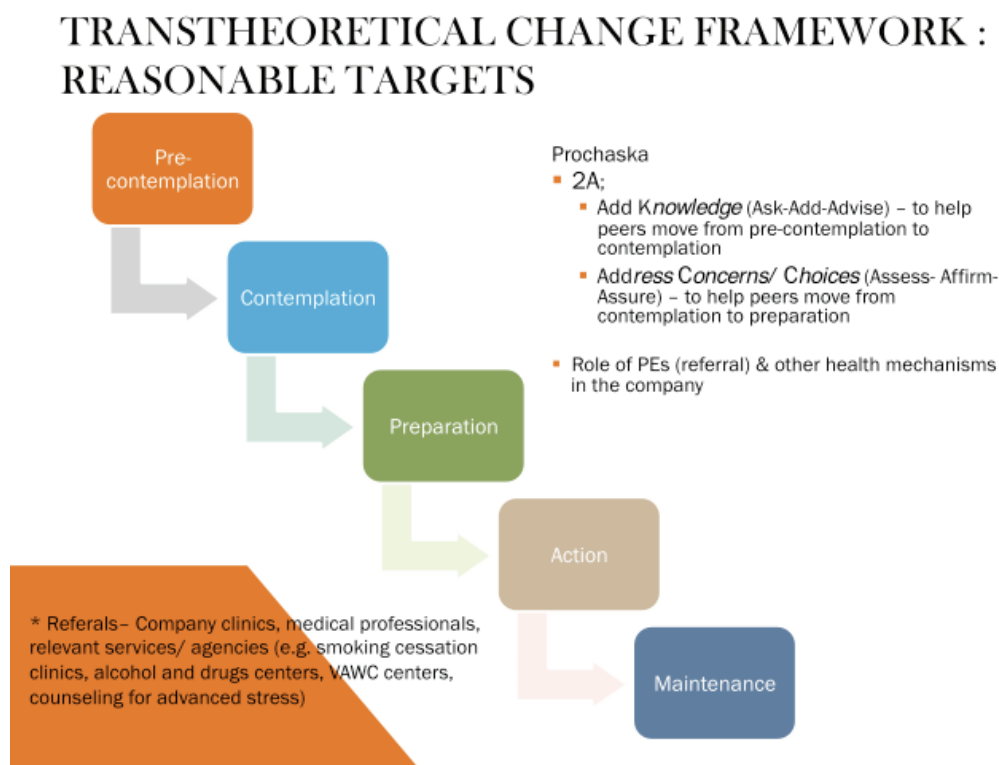 TRANSTHEORETICAL CHANGE FRAMEWORK :
REASONABLE TARGETS
Pre-
contemplation
Contemplation
Preparation
Action
Maintenance
Prochaska
▪ 2A;
▪ Add Knowledge (Ask-Add-Advise) – to help
peers move from pre-contemplation to
contemplation
▪ Address Concerns/ Choices (Assess- Affirm-
Assure) – to help peers move from
contemplation to preparation
▪ Role of PEs (referral) & other health mechanisms
in the company
* Referals– Company clinics, medical professionals,
relevant services/ agencies (e.g. smoking cessation
clinics, alcohol and drugs centers, VAWC centers,
counseling for advanced stress)